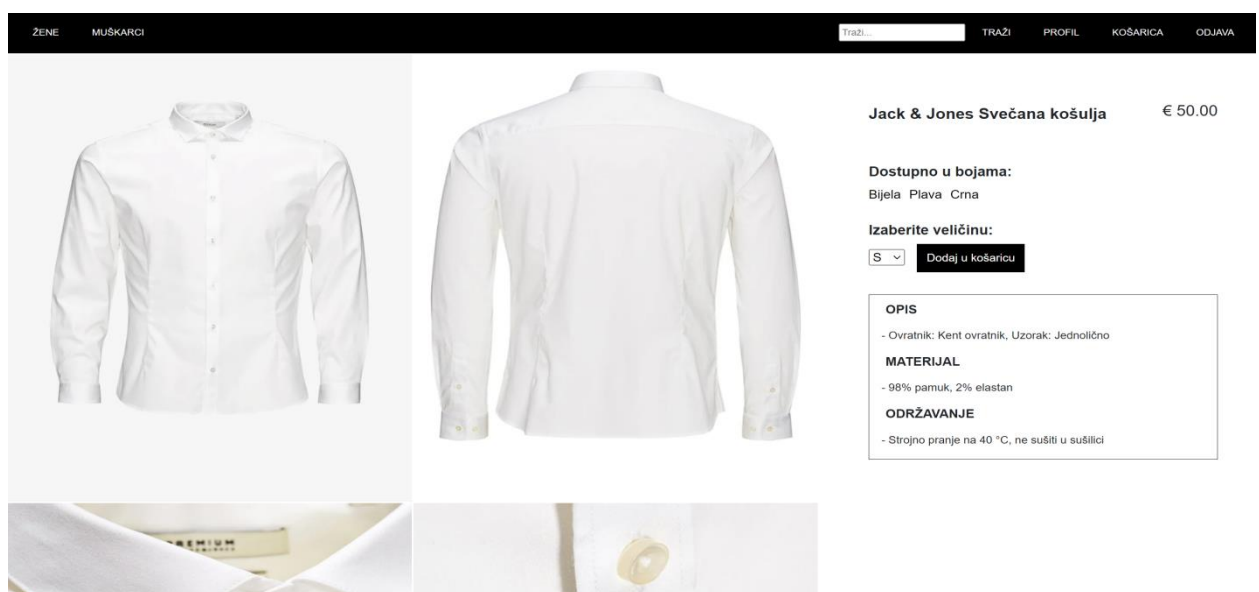 ŽENE MUŠKARCI Traži... TRAŽI PROFIL KOŠARICA ODJAVA
Jack & Jones Svečana košulja € 50.00
Dostupno u bojama:
Bijela Plava Crna
Izaberite veličinu:
S Dodaj u košaricu
OPIS
- Ovratnik: Kent ovratnik, Uzorak: Jednolično
MATERIJAL
- 98% pamuk, 2% elastan
ODRŽAVANJE
- Strojno pranje na 40 °C, ne sušiti u sušilici
PREMIUM